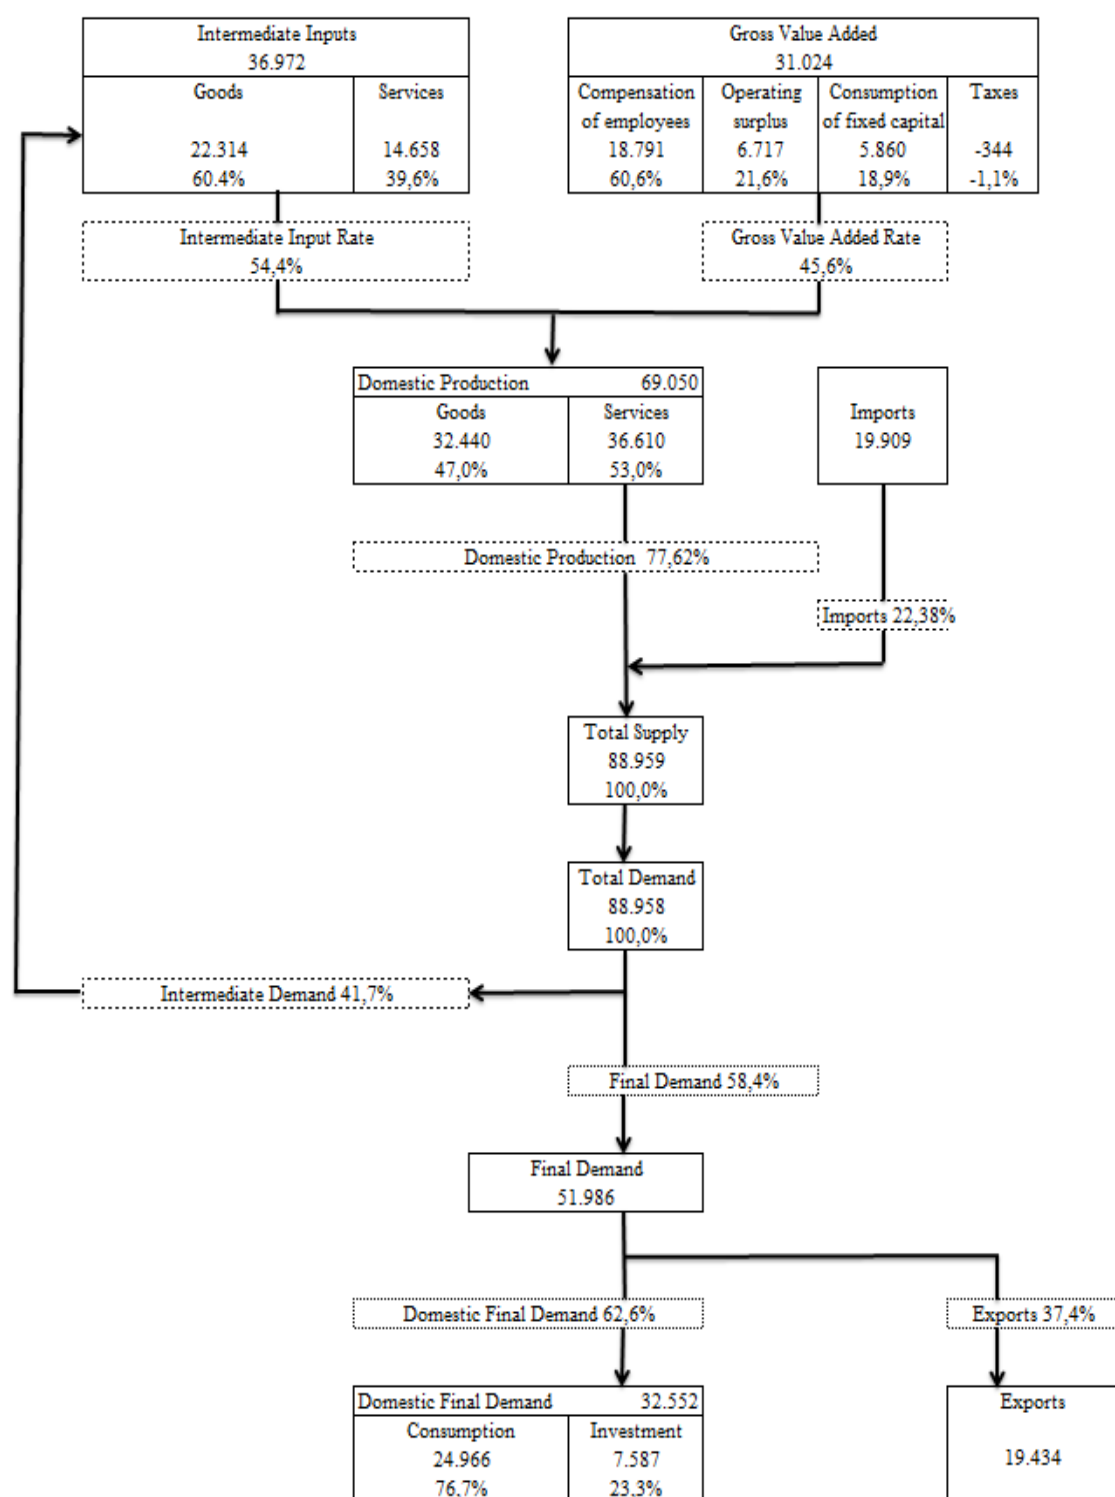 Intermediate Inputs
36.972
Goods
Services
22.314
14.658
60.4%
39,6%
Gross Value Added
31.024
Compensation
of employees
Operating
surplus
Consumption
of fixed capital
Taxes
18.791
6.717
5.860
-344
60,6%
21,6%
18,9%
-1,1%
Intermediate Input Rate
54,4%
Gross Value Added Rate
45,6%
Domestic Production 69.050
Goods
Services
32.440
36.610
47,0%
53,0%
Imports
19.909
Domestic Production 77,62%
Imports 22,38%
Total Supply
88.959
100,0%
Total Demand
88.958
100,0%
Intermediate Demand 41,7%
Final Demand 58,4%
Final Demand
51.986
Domestic Final Demand 62,6%
Exports 37,4%
Domestic Final Demand 32.552
Consumption
Investment
24.966
7.587
76,7%
23,3%
Exports
19.434